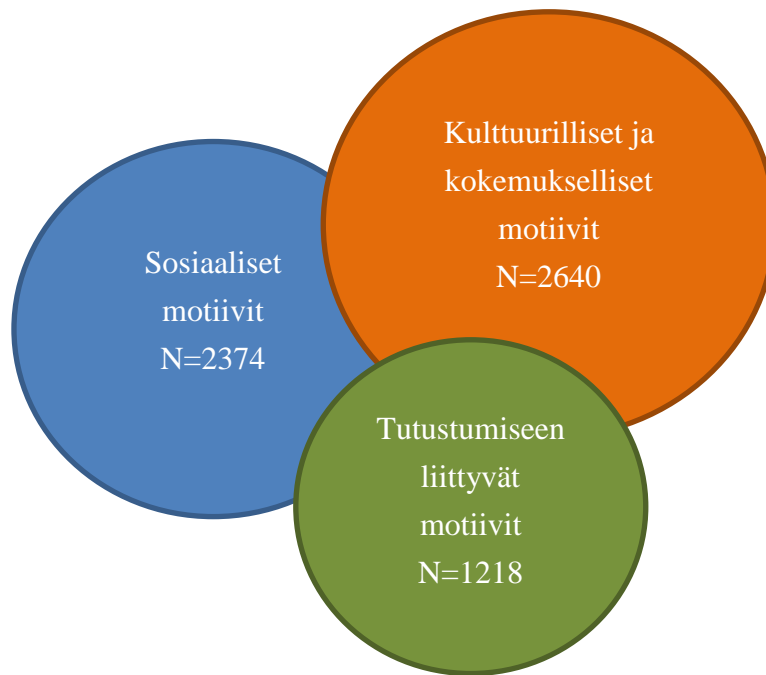 Kulttuurilliset ja
kokemukselliset
motiivit
N=2640
Sosiaaliset
motiivit
N=2374
Tutustumiseen
liittyvät
motiivit
N=1218